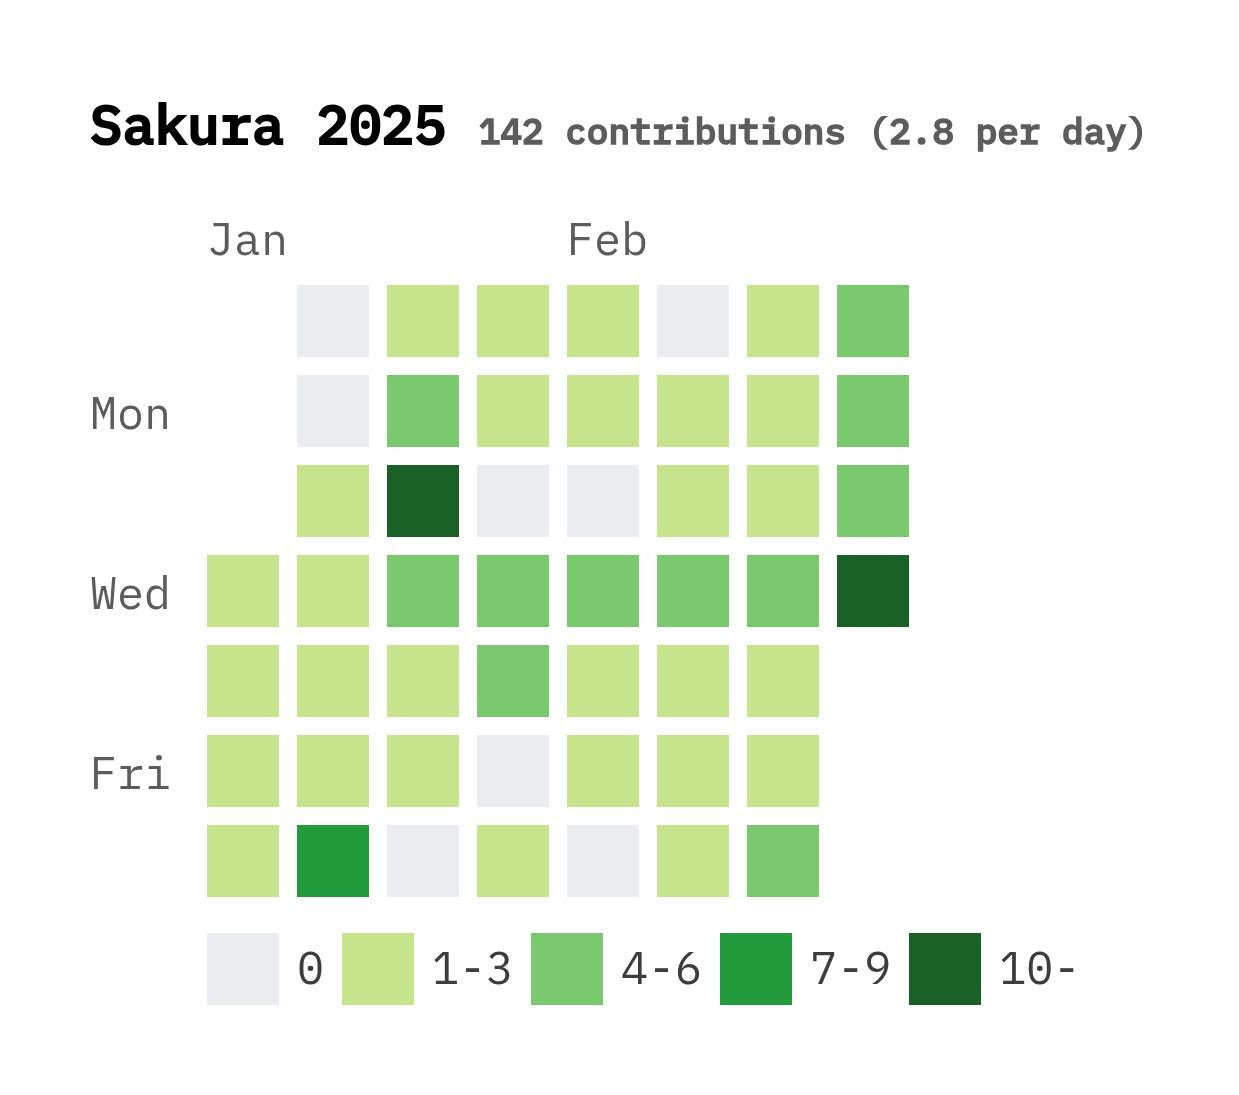 Sakura 2025 142 contributions (2.8 per day)
Jan Feb
Mon
Wed
Fri
0 1-3 4-6 7-9 10-